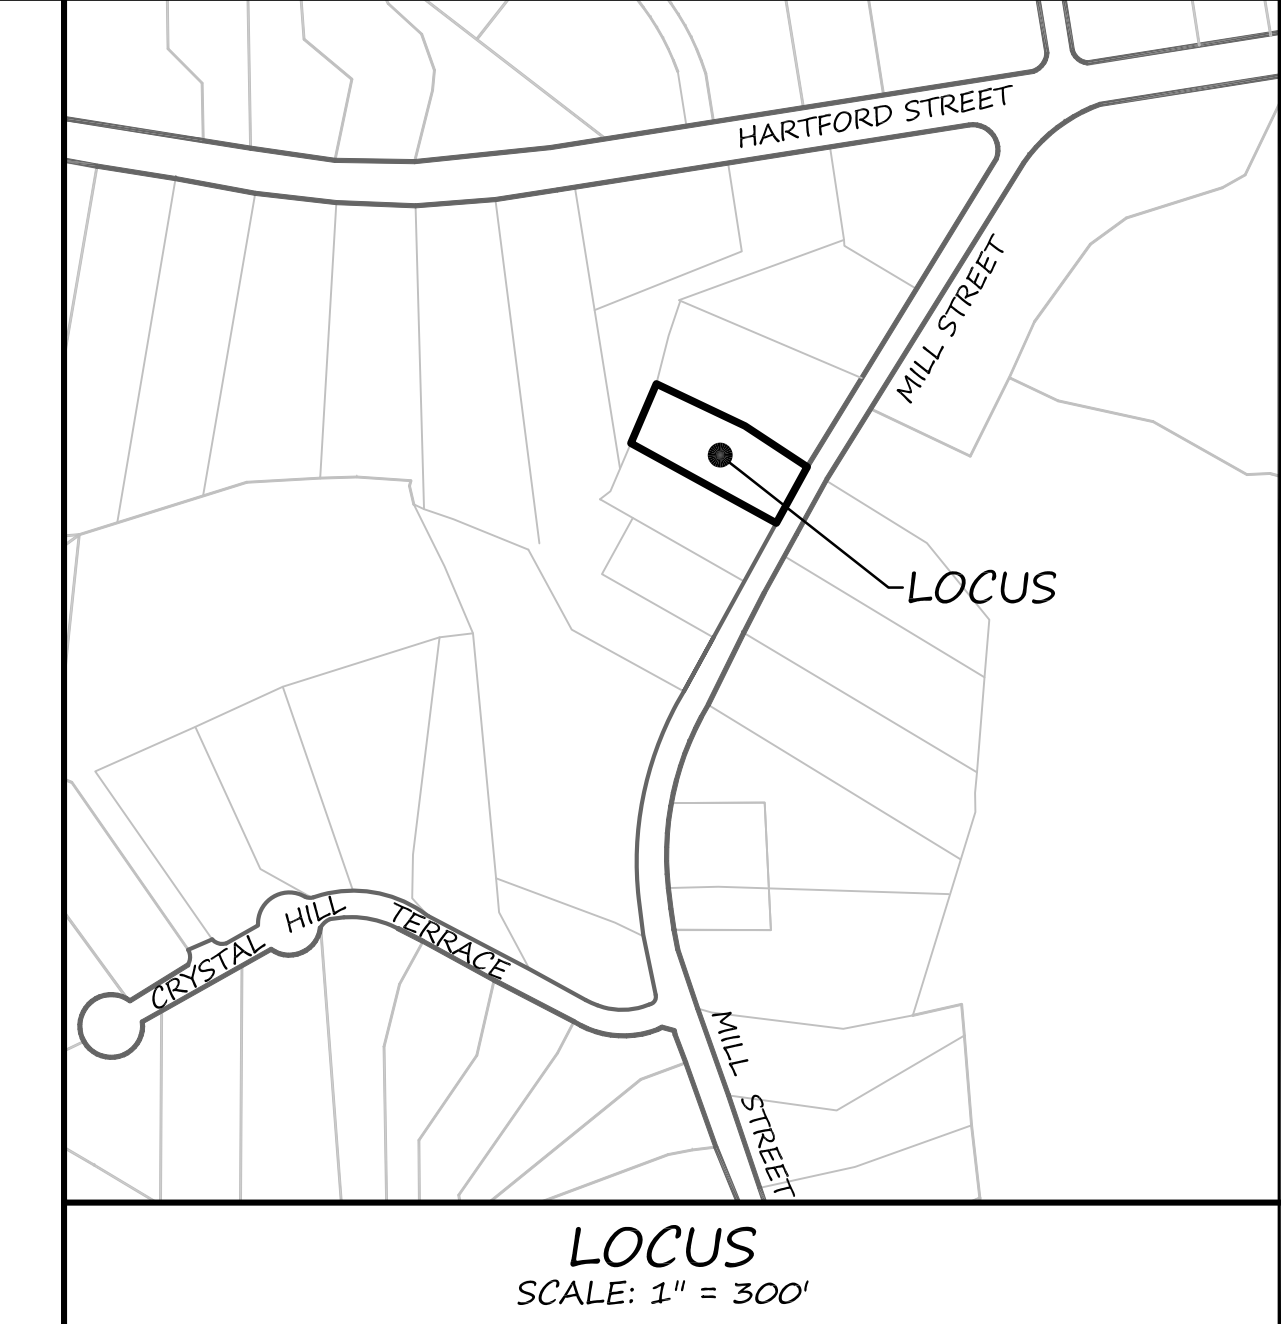 HARTFORD STREET
MILL STREET
LOCUS
CRYSTAL HILL TERRACE
MILL STREET
LOCUS
SCALE: 1" = 300'